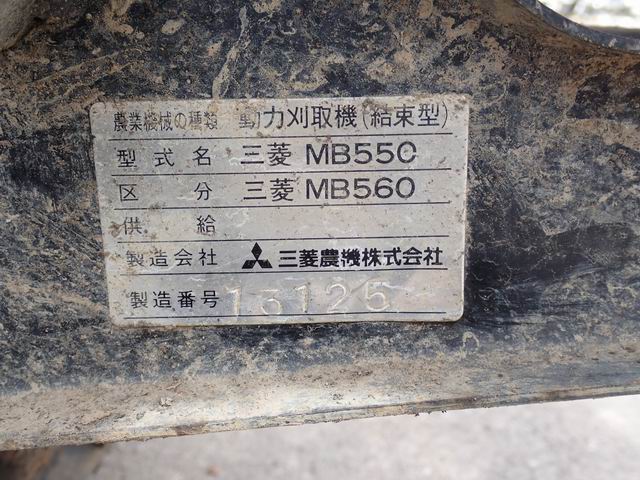 農業機械の種類 動力刈取機(結束型)
型式名 三菱 MB550
区分 三菱 MB560
供給
製造会社 三菱農機株式会社
製造番号 13125